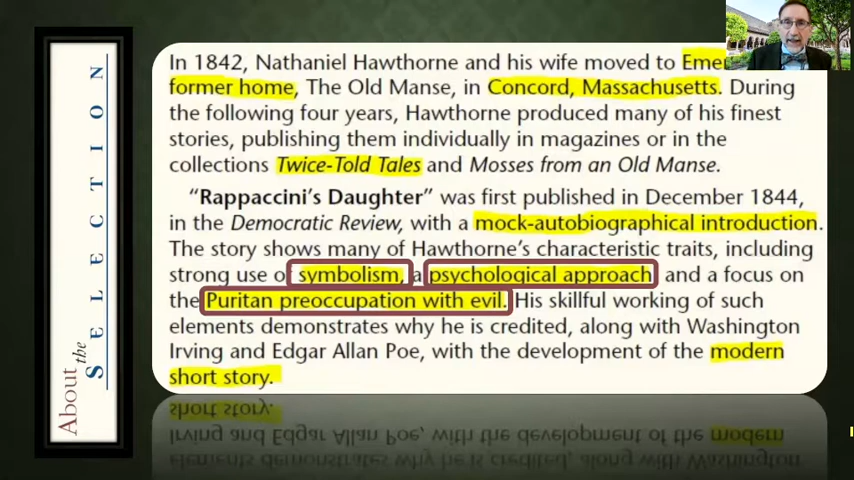 About the
SELECTION
In 1842, Nathaniel Hawthorne and his wife moved to
former home, The Old Manse, in Concord, Massachusetts. During
the following four years, Hawthorne produced many of his finest
stories, publishing them individually in magazines or in the
collections Twice-Told Tales and Mosses from an Old Manse.
"Rappaccini's Daughter" was first published in December 1844,
in the Democratic Review, with a mock-autobiographical introduction.
The story shows many of Hawthorne's characteristic traits, including
strong use of symbolism, a psychological approach and a focus on
the Puritan preoccupation with evil. His skillful working of such
elements demonstrates why he is credited, along with Washington
Irving and Edgar Allan Poe, with the development of the modern
short story.